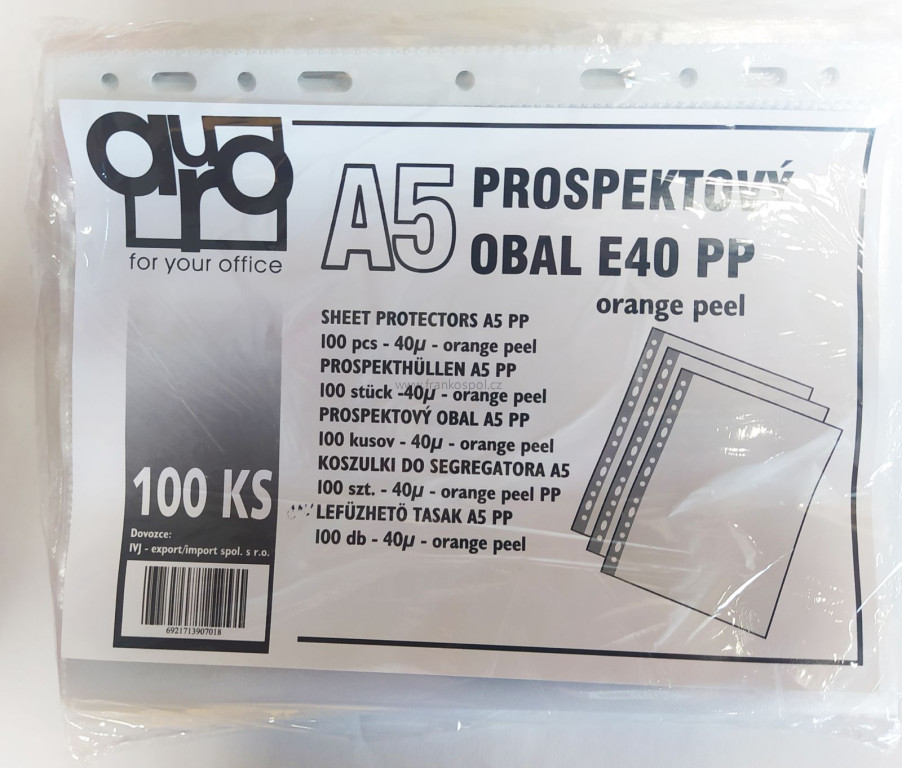 auro
for your office
A5 PROSPEKTOVÝ
OBAL E40 PP
orange peel
SHEET PROTECTORS A5 PP
100 pcs - 40µ - orange peel
PROSPEKTHÜLLEN A5 PP
100 stück -40µ - orange peel
www.frankospol.cz
PROSPEKTOVÝ OBAL A5 PP
100 kusov - 40µ - orange peel
KOSZULKI DO SEGREGATORA A5
100 szt. - 40µ - orange peel PP
LEFÜZHETÖ TASAK A5 PP
100 db - 40µ - orange peel
100 KS
Dovozce:
IVJ - export/import spol. s r.o.
6921713907018